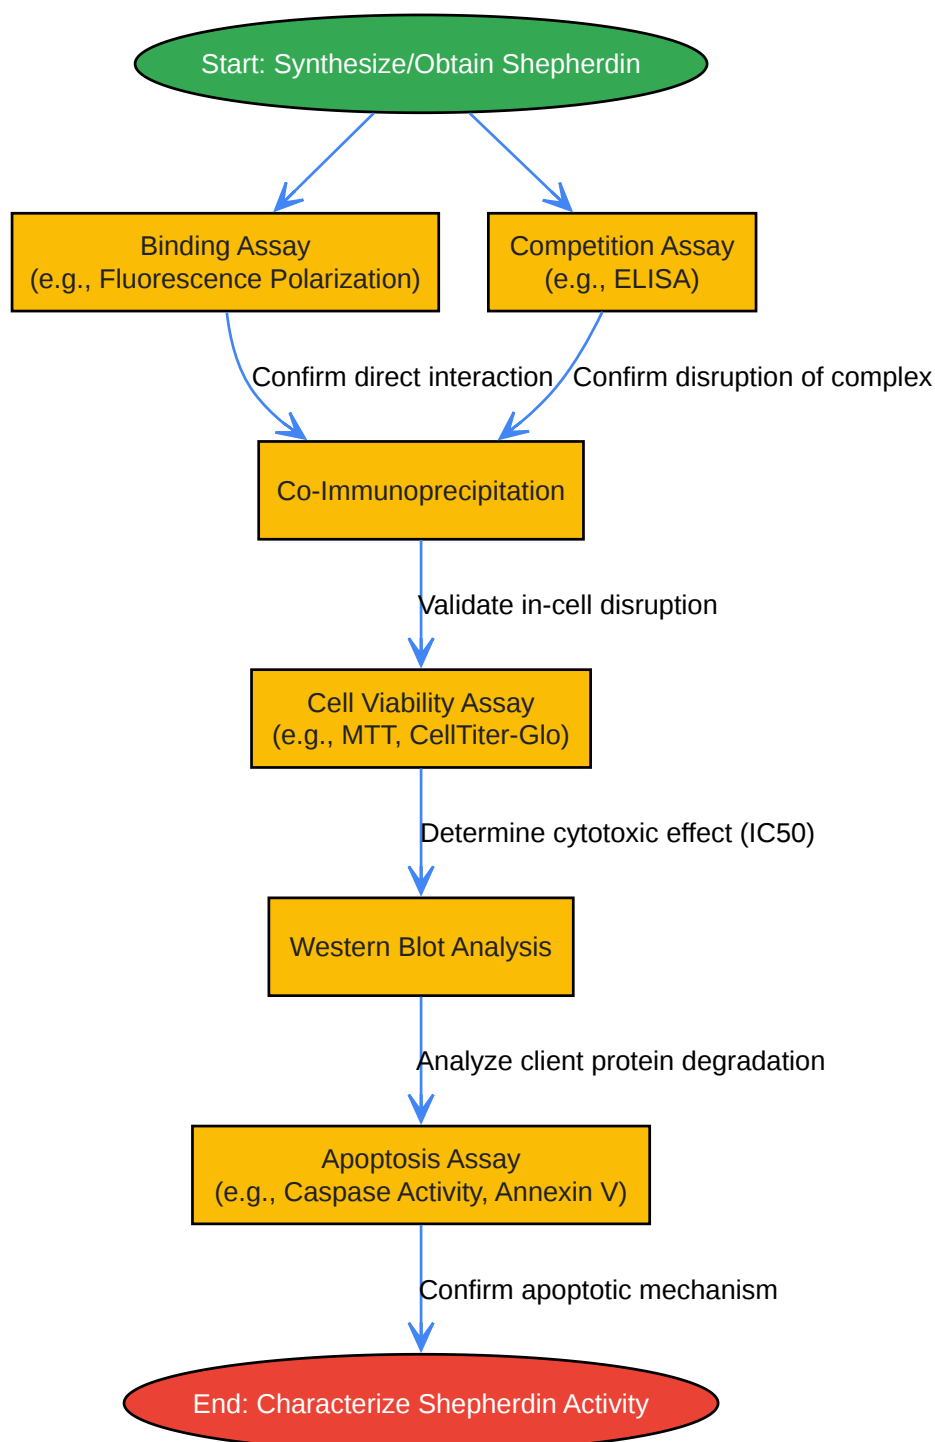 Start: Synthesize/Obtain Shepherdin
Binding Assay
(e.g., Fluorescence Polarization)
Competition Assay
(e.g., ELISA)
Confirm direct interaction
Confirm disruption of complex
Co-Immunoprecipitation
Validate in-cell disruption
Cell Viability Assay
(e.g., MTT, CellTiter-Glo)
Determine cytotoxic effect (IC50)
Western Blot Analysis
Analyze client protein degradation
Apoptosis Assay
(e.g., Caspase Activity, Annexin V)
Confirm apoptotic mechanism
End: Characterize Shepherdin Activity